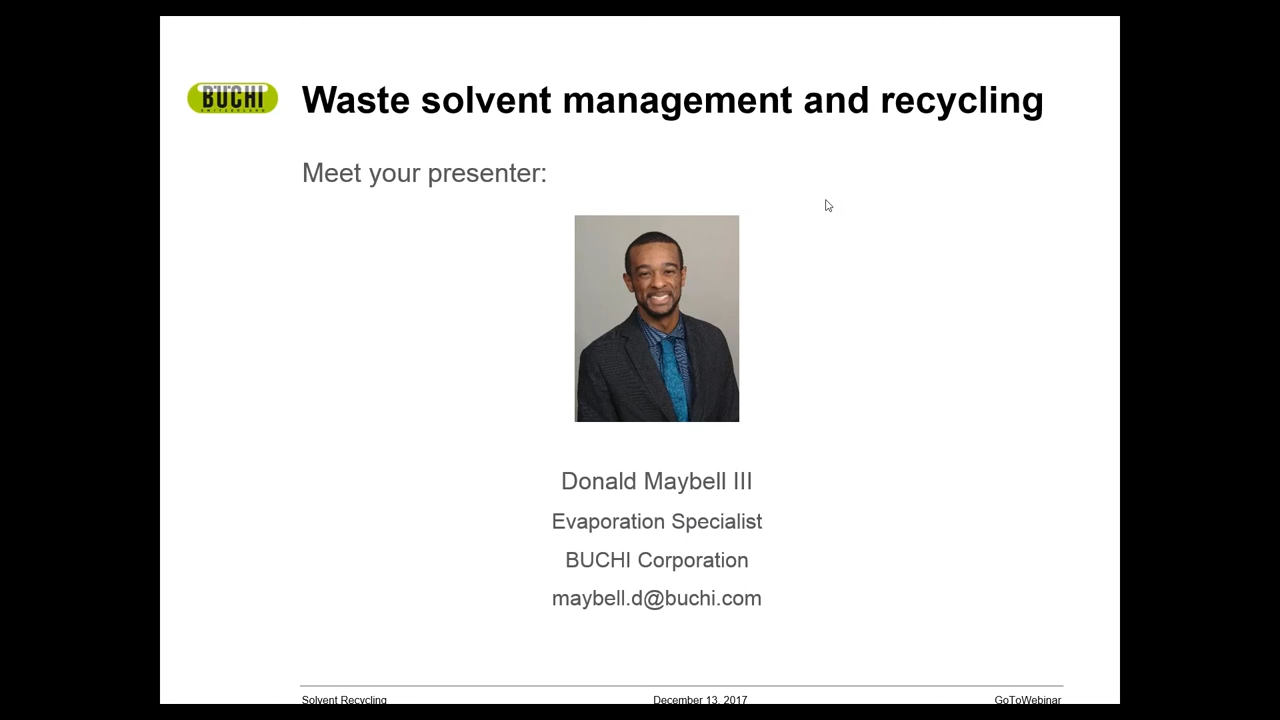 BUCHI
SWITZERLAND
Waste solvent management and recycling
Meet your presenter:
Donald Maybell III
Evaporation Specialist
BUCHI Corporation
maybell.d@buchi.com
Solvent Recycling
December 13, 2017
GoToWebinar